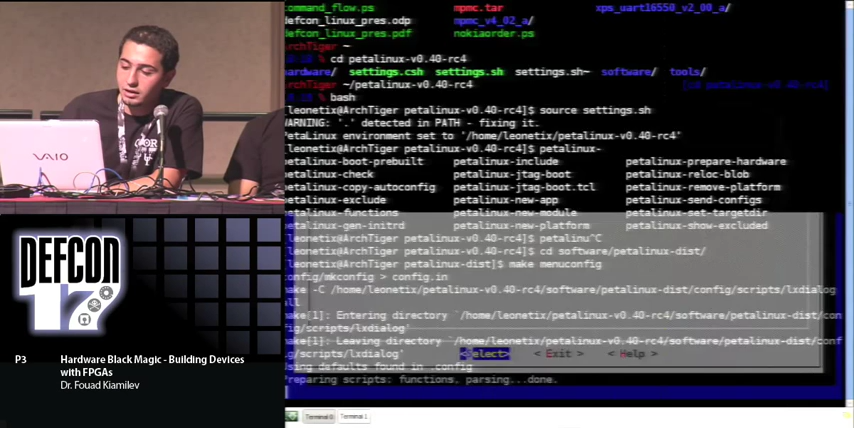 command_flow.ps mpmc.tar xps_uart16550_v2_00_a/
defcon_linux_pres.odp mpmc_v4_02_a/
defcon_linux_pres.pdf nokiaorder.ps
ArchTiger ~
% cd petalinux-v0.40-rc4
hardware/ settings.csh settings.sh settings.sh~ software/ tools/
ArchTiger ~/petalinux-v0.40-rc4
% bash
[leonetix@ArchTiger petalinux-v0.40-rc4]$ source settings.sh
WARNING: '.' detected in PATH - fixing it.
PetaLinux environment set to '/home/leonetix/petalinux-v0.40-rc4'
[leonetix@ArchTiger petalinux-v0.40-rc4]$ petalinux-
petalinux-boot-prebuilt petalinux-include petalinux-prepare-hardware
petalinux-check petalinux-jtag-boot petalinux-reloc-blob
petalinux-copy-autoconfig petalinux-jtag-boot.tcl petalinux-remove-platform
petalinux-exclude petalinux-new-app petalinux-send-configs
petalinux-functions petalinux-new-module petalinux-set-targetdir
petalinux-gen-initrd petalinux-new-platform petalinux-show-excluded
[leonetix@ArchTiger petalinux-v0.40-rc4]$ petalinu^C
[leonetix@ArchTiger petalinux-v0.40-rc4]$ cd software/petalinux-dist/
[leonetix@ArchTiger petalinux-dist]$ make menuconfig
config/mkconfig > config.in
make -C /home/leonetix/petalinux-v0.40-rc4/software/petalinux-dist/config/scripts/lxdialog
all
make[1]: Entering directory `/home/leonetix/petalinux-v0.40-rc4/software/petalinux-dist/conf
ig/scripts/lxdialog'
make[1]: Leaving directory `/home/leonetix/petalinux-v0.40-rc4/software/petalinux-dist/conf
ig/scripts/lxdialog' <Select> < Exit > < Help >
Using defaults found in .config
Preparing scripts: functions, parsing...done.
Terminal 0 Terminal 1
VAIO
DEFCON
17
P3 Hardware Black Magic - Building Devices
with FPGAs
Dr. Fouad Kiamilev